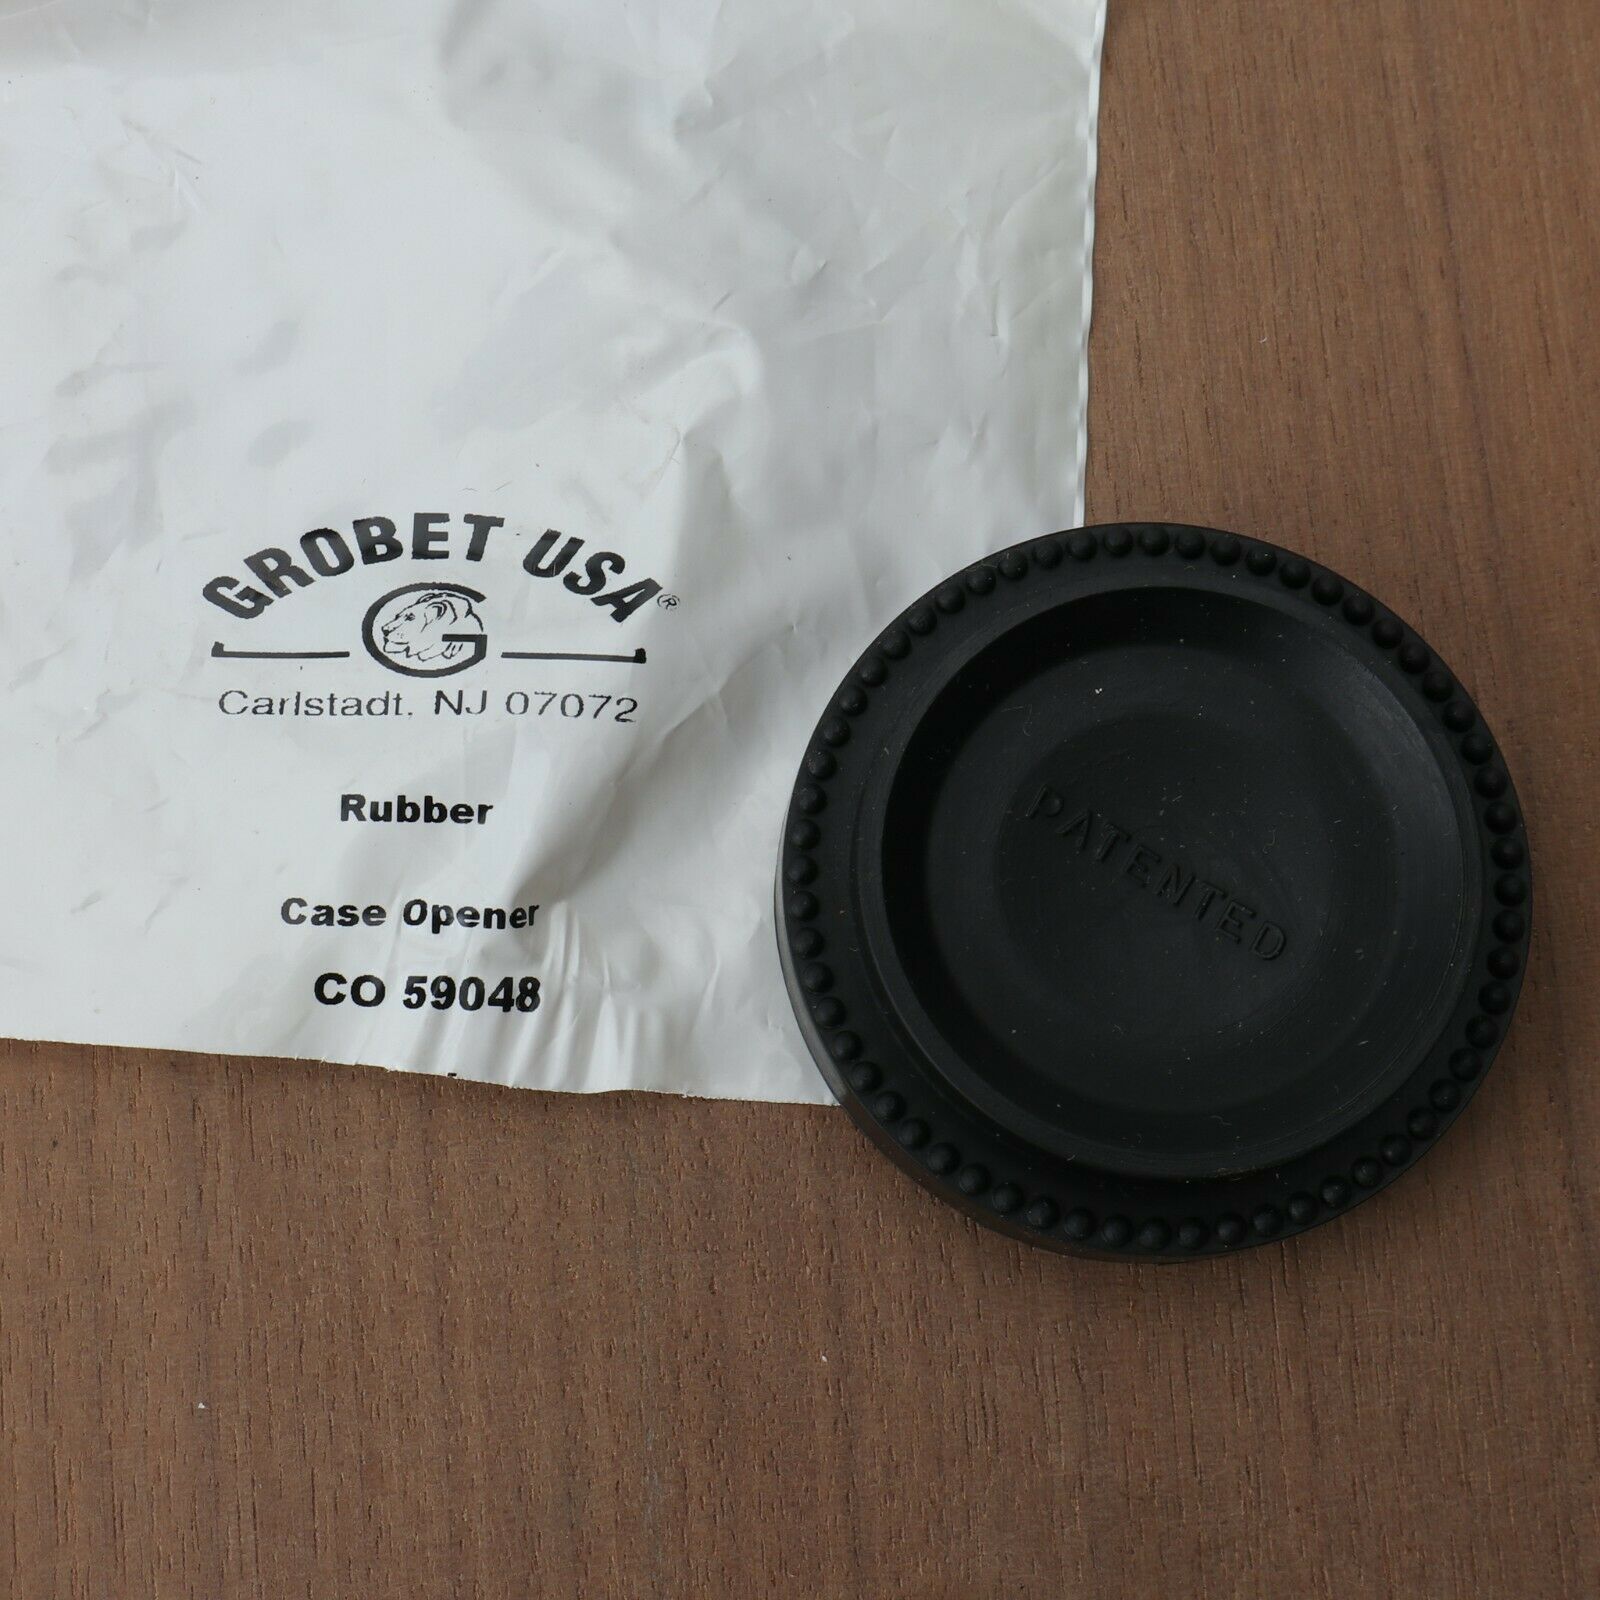 GROBET USA®
G
Carlstadt, NJ 07072
Rubber
Case Opener
CO 59048
PATENTED